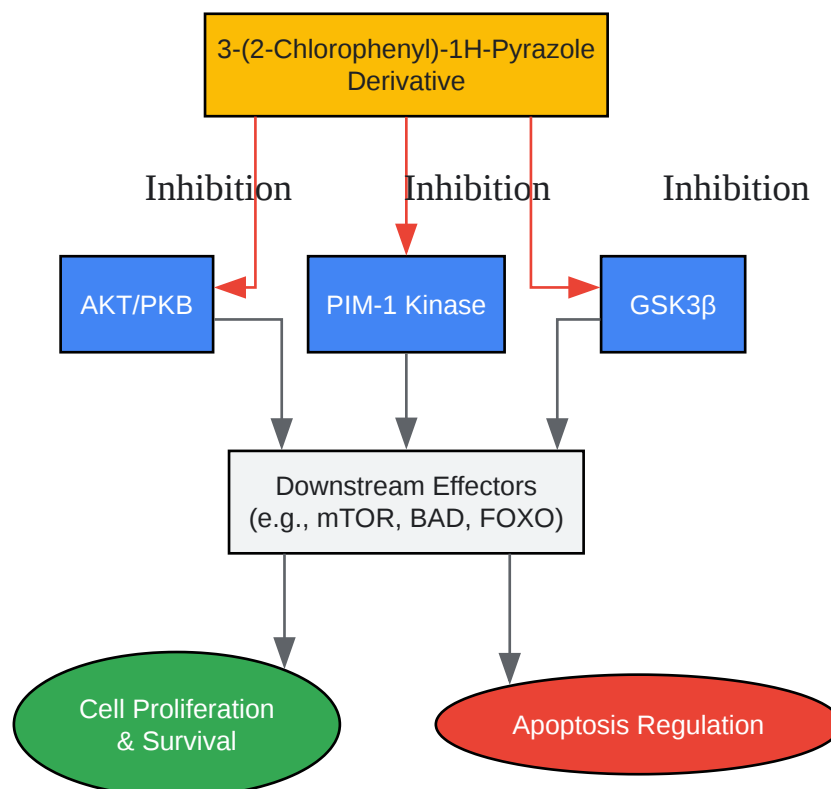 3-(2-Chlorophenyl)-1H-Pyrazole
Derivative
Inhibition
Inhibition
Inhibition
AKT/PKB
PIM-1 Kinase
GSK3β
Downstream Effectors
(e.g., mTOR, BAD, FOXO)
Cell Proliferation
& Survival
Apoptosis Regulation